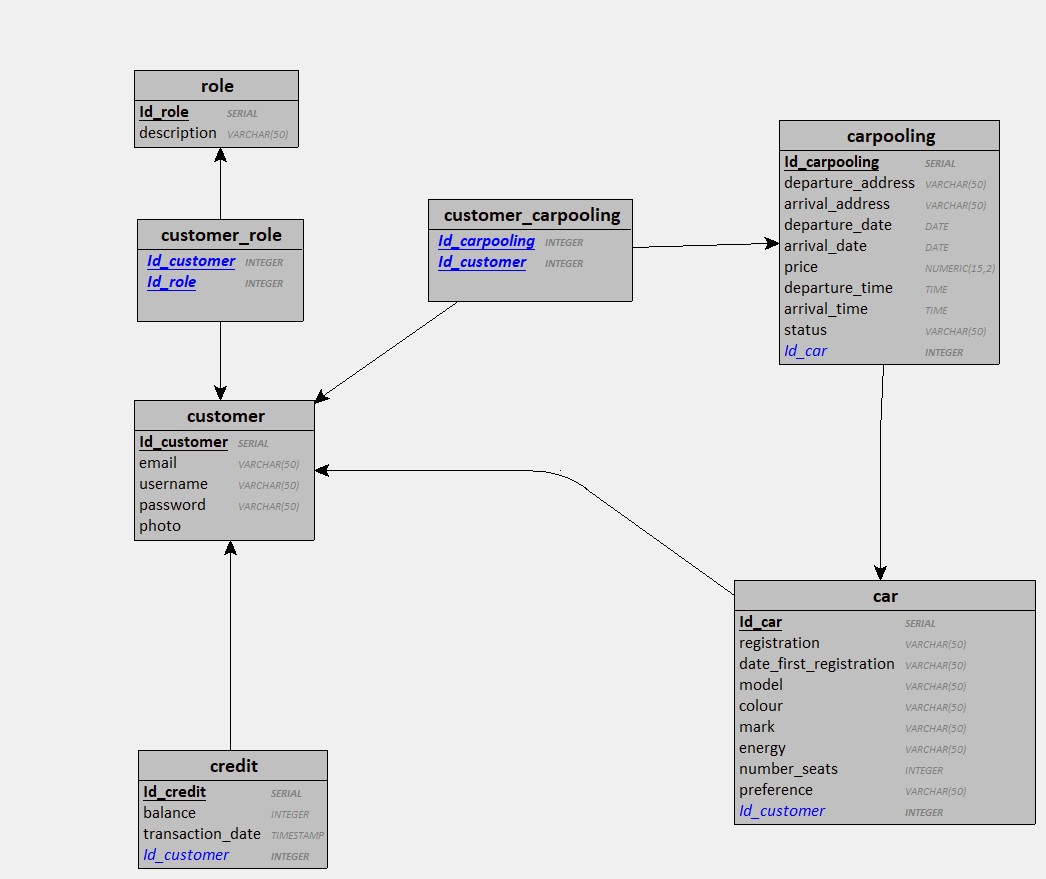 role
Id_role SERIAL
description VARCHAR(50)
customer_role
Id_customer INTEGER
Id_role INTEGER
customer_carpooling
Id_carpooling INTEGER
Id_customer INTEGER
carpooling
Id_carpooling SERIAL
departure_address VARCHAR(50)
arrival_address VARCHAR(50)
departure_date DATE
arrival_date DATE
price NUMERIC(15,2)
departure_time TIME
arrival_time TIME
status VARCHAR(50)
Id_car INTEGER
customer
Id_customer SERIAL
email VARCHAR(50)
username VARCHAR(50)
password VARCHAR(50)
photo
car
Id_car SERIAL
registration VARCHAR(50)
date_first_registration VARCHAR(50)
model VARCHAR(50)
colour VARCHAR(50)
mark VARCHAR(50)
energy VARCHAR(50)
number_seats INTEGER
preference VARCHAR(50)
Id_customer INTEGER
credit
Id_credit SERIAL
balance INTEGER
transaction_date TIMESTAMP
Id_customer INTEGER